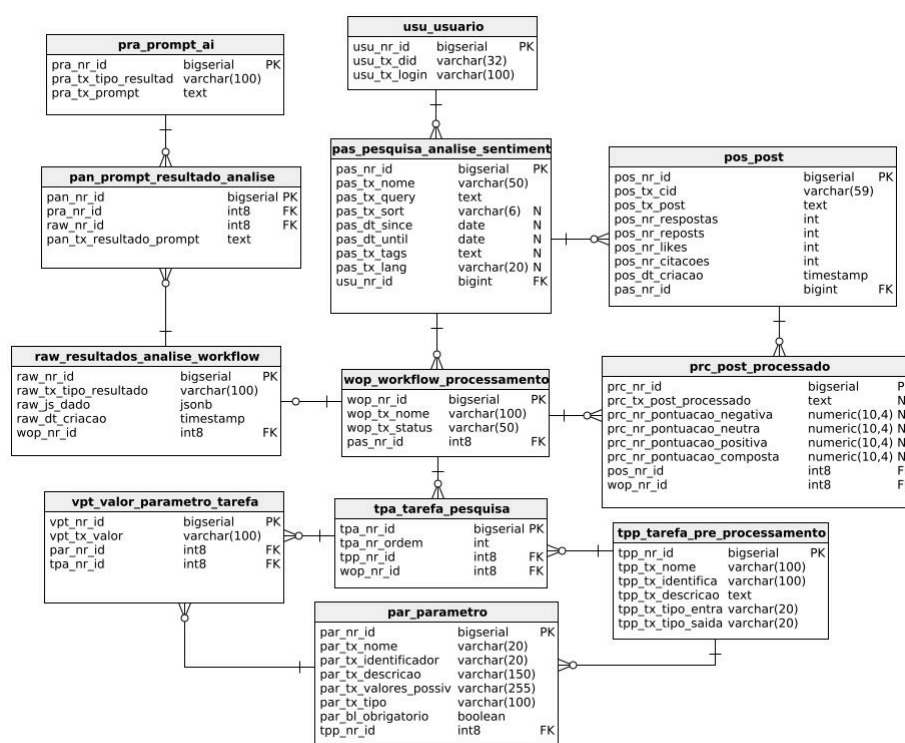 usu_usuario
usu_nr_id bigserial PK
usu_tx_did varchar(32)
usu_tx_login varchar(100)
pra_prompt_ai
pra_nr_id bigserial PK
pra_tx_tipo_resultad varchar(100)
pra_tx_prompt text
pas_pesquisa_analise_sentiment
pas_nr_id bigserial PK
pas_tx_nome varchar(50)
pas_tx_query text
pas_tx_sort varchar(6) N
pas_dt_since date N
pas_dt_until date N
pas_tx_tags text N
pas_tx_lang varchar(20) N
usu_nr_id bigint FK
pos_post
pos_nr_id bigserial PK
pos_tx_cid varchar(59)
pos_tx_post text
pos_nr_respostas int
pos_nr_reposts int
pos_nr_likes int
pos_nr_citacoes int
pos_dt_criacao timestamp
pas_nr_id bigint FK
pan_prompt_resultado_analise
pan_nr_id bigserial PK
pra_nr_id int8 FK
raw_nr_id int8 FK
pan_tx_resultado_prompt text
raw_resultados_analise_workflow
raw_nr_id bigserial PK
raw_tx_tipo_resultado varchar(100)
raw_js_dado jsonb
raw_dt_criacao timestamp
wop_nr_id int8 FK
wop_workflow_processamento
wop_nr_id bigserial PK
wop_tx_nome varchar(100)
wop_tx_status varchar(50)
pas_nr_id int8 FK
prc_post_processado
prc_nr_id bigserial P
prc_tx_post_processado text N
prc_nr_pontuacao_negativa numeric(10,4) N
prc_nr_pontuacao_neutra numeric(10,4) N
prc_nr_pontuacao_positiva numeric(10,4) N
prc_nr_pontuacao_composta numeric(10,4) N
pos_nr_id int8 F
wop_nr_id int8 F
vpt_valor_parametro_tarefa
vpt_nr_id bigserial PK
vpt_tx_valor varchar(100)
par_nr_id int8 FK
tpa_nr_id int8 FK
tpa_tarefa_pesquisa
tpa_nr_id bigserial PK
tpa_nr_ordem int
tpp_nr_id int8 FK
wop_nr_id int8 FK
tpp_tarefa_pre_processamento
tpp_nr_id bigserial PK
tpp_tx_nome varchar(100)
tpp_tx_identifica varchar(100)
tpp_tx_descricao text
tpp_tx_tipo_entra varchar(20)
tpp_tx_tipo_saida varchar(20)
par_parametro
par_nr_id bigserial PK
par_tx_nome varchar(20)
par_tx_identificador varchar(20)
par_tx_descricao varchar(150)
par_tx_valores_possiv varchar(255)
par_tx_tipo varchar(100)
par_bl_obrigatorio boolean
tpp_nr_id int8 FK